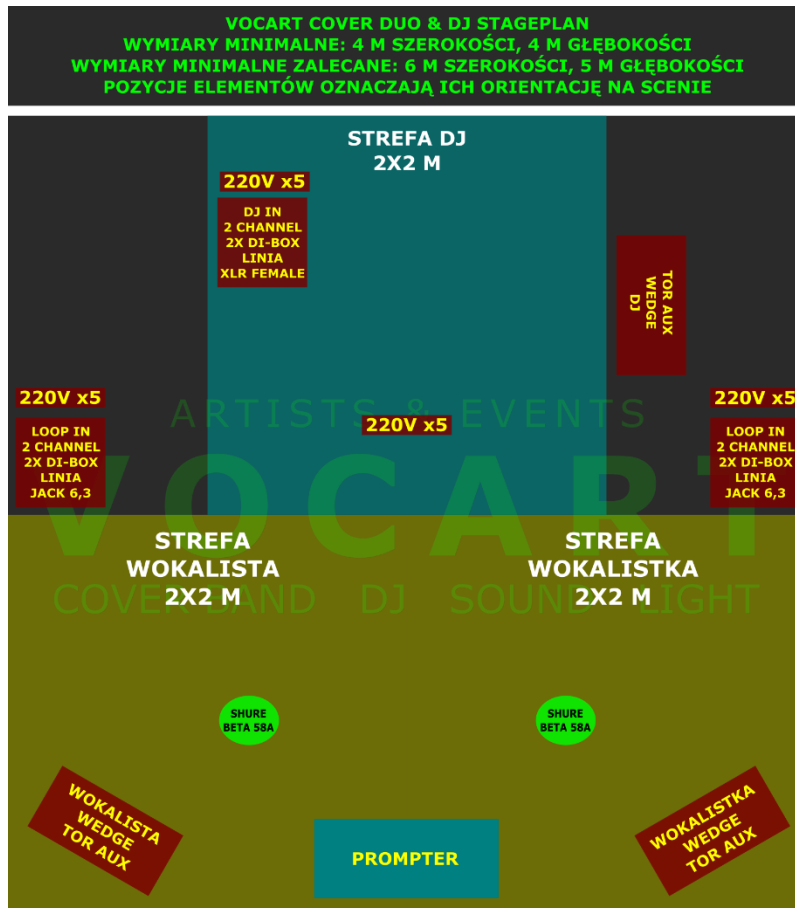 VOCART COVER DUO & DJ STAGEPLAN
WYMIARY MINIMALNE: 4 M SZEROKOŚCI, 4 M GŁĘBOKOŚCI
WYMIARY MINIMALNE ZALECANE: 6 M SZEROKOŚCI, 5 M GŁĘBOKOŚCI
POZYCJE ELEMENTÓW OZNACZAJĄ ICH ORIENTACJĘ NA SCENIE
STREFA DJ
2X2 M
220V x5
DJ IN
2 CHANNEL
2X DI-BOX
LINIA
XLR FEMALE
TOR AUX
WEDGE
DJ
220V x5
LOOP IN
2 CHANNEL
2X DI-BOX
LINIA
JACK 6,3
ARTISTS & EVENTS
220V x5
220V x5
LOOP IN
2 CHANNEL
2X DI-BOX
LINIA
JACK 6,3
VOCART
COVER BAND DJ SOUND LIGHT
STREFA
WOKALISTA
2X2 M
STREFA
WOKALISTKA
2X2 M
SHURE
BETA 58A
SHURE
BETA 58A
WOKALISTA
WEDGE
TOR AUX
PROMPTER
WOKALISTKA
WEDGE
TOR AUX